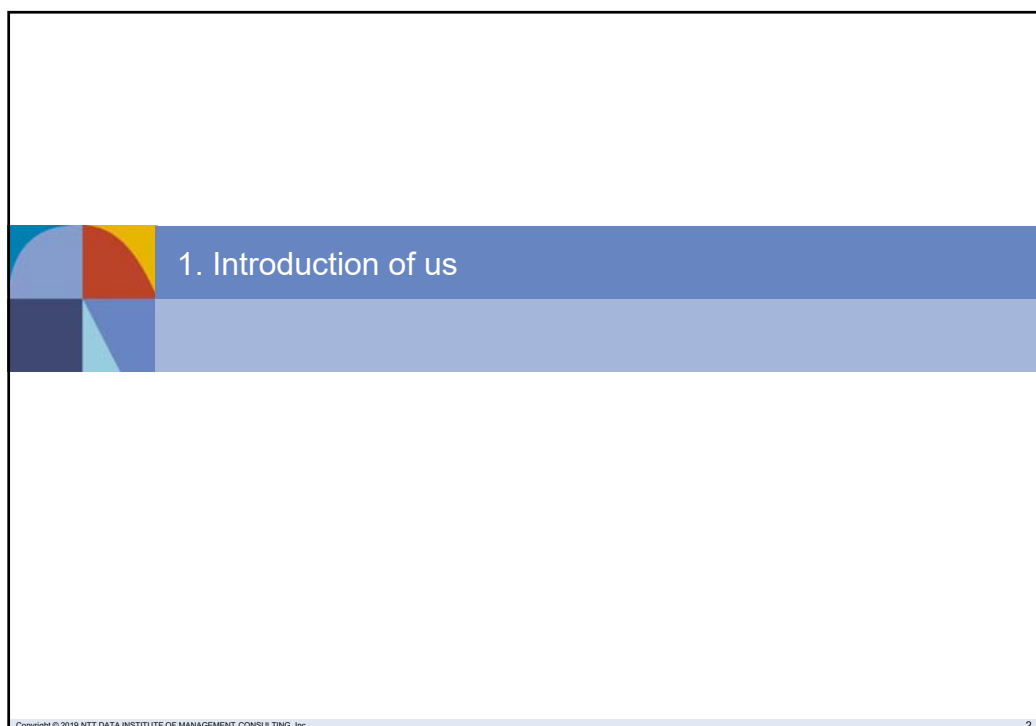 1. Introduction of us
Copyright © 2019 NTT DATA INSTITUTE OF MANAGEMENT CONSULTING, Inc.
2